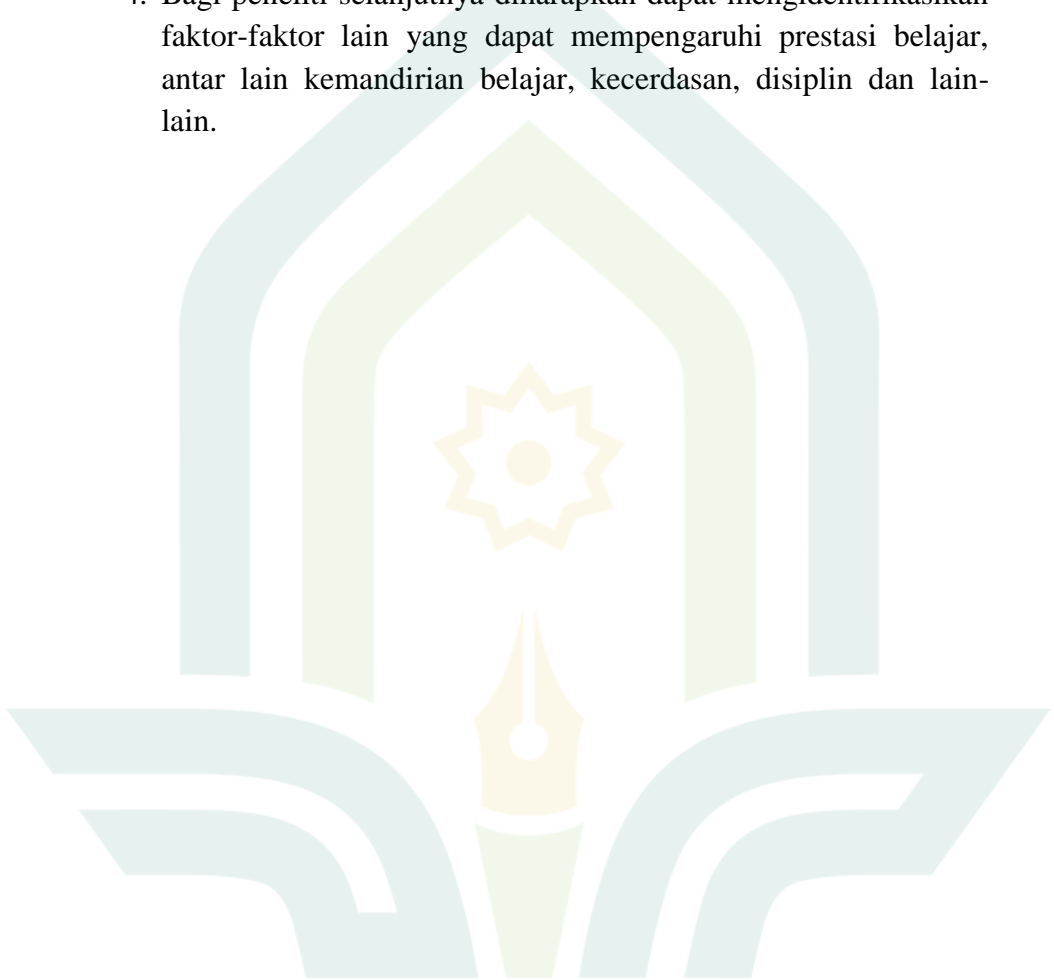 4. Bagi peneliti selanjutnya diharapkan dapat mengidentifikasikan
faktor-faktor lain yang dapat mempengaruhi prestasi belajar,
antar lain kemandirian belajar, kecerdasan, disiplin dan lain-
lain.